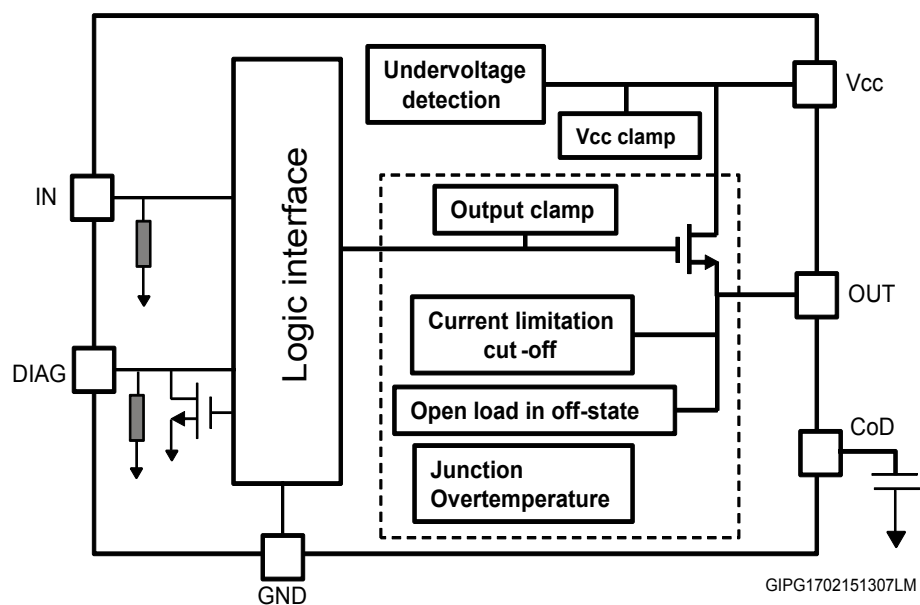 Undervoltage
detection
Vcc
Vcc clamp
IN
Output clamp
Logic interface
OUT
Current limitation
cut -off
DIAG
Open load in off-state
CoD
Junction
Overtemperature
GND
GIPG1702151307LM